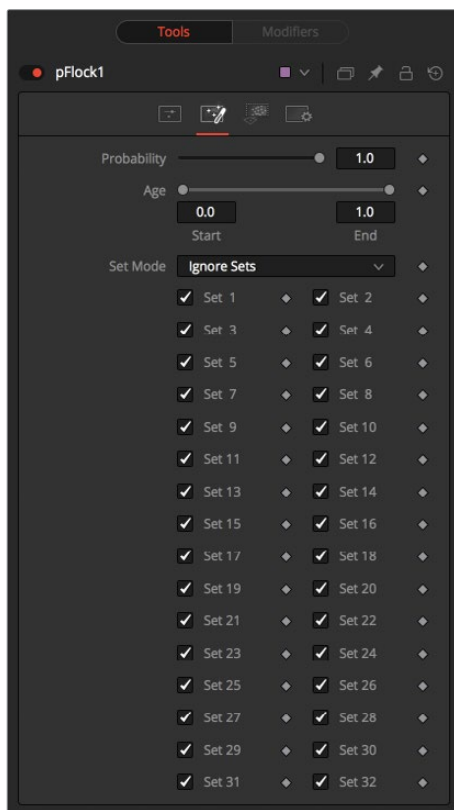 Tools Modifiers
pFlock1
Probability 1.0
Age
0.0 1.0
Start End
Set Mode Ignore Sets
Set 1 Set 2
Set 3 Set 4
Set 5 Set 6
Set 7 Set 8
Set 9 Set 10
Set 11 Set 12
Set 13 Set 14
Set 15 Set 16
Set 17 Set 18
Set 19 Set 20
Set 21 Set 22
Set 23 Set 24
Set 25 Set 26
Set 27 Set 28
Set 29 Set 30
Set 31 Set 32